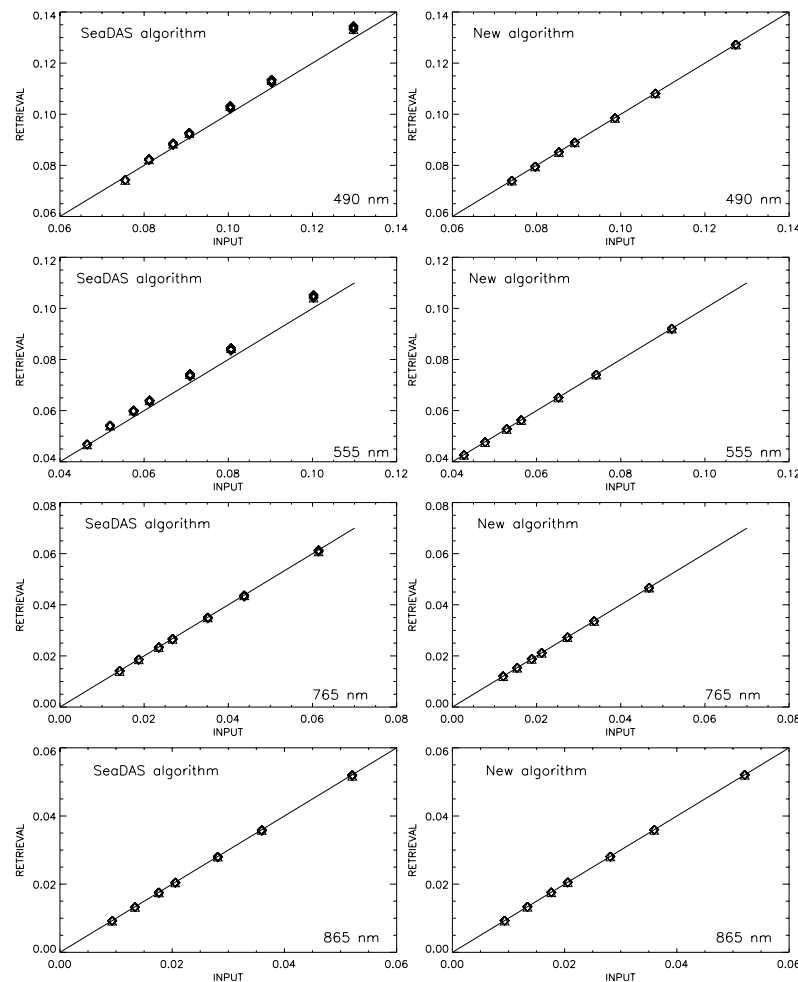 SeaDAS algorithm
RETRIEVAL
0.14
0.12
0.10
0.08
0.06
490 nm
0.06 0.08 0.10 0.12 0.14
INPUT
New algorithm
RETRIEVAL
0.14
0.12
0.10
0.08
0.06
490 nm
0.06 0.08 0.10 0.12 0.14
INPUT
SeaDAS algorithm
RETRIEVAL
0.12
0.10
0.08
0.06
0.04
555 nm
0.04 0.06 0.08 0.10 0.12
INPUT
New algorithm
RETRIEVAL
0.12
0.10
0.08
0.06
0.04
555 nm
0.04 0.06 0.08 0.10 0.12
INPUT
SeaDAS algorithm
RETRIEVAL
0.08
0.06
0.04
0.02
0.00
765 nm
0.00 0.02 0.04 0.06 0.08
INPUT
New algorithm
RETRIEVAL
0.08
0.06
0.04
0.02
0.00
765 nm
0.00 0.02 0.04 0.06 0.08
INPUT
SeaDAS algorithm
RETRIEVAL
0.06
0.04
0.02
0.00
865 nm
0.00 0.02 0.04 0.06
INPUT
New algorithm
RETRIEVAL
0.06
0.04
0.02
0.00
865 nm
0.00 0.02 0.04 0.06
INPUT